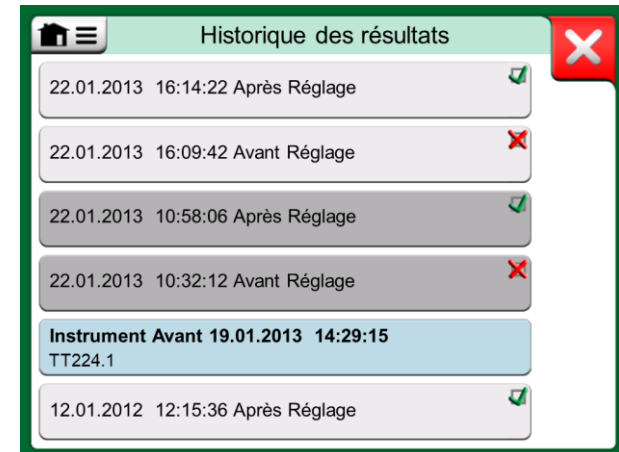 Historique des résultats
22.01.2013 16:14:22 Après Réglage
22.01.2013 16:09:42 Avant Réglage
22.01.2013 10:58:06 Après Réglage
22.01.2013 10:32:12 Avant Réglage
Instrument Avant 19.01.2013 14:29:15
TT224.1
12.01.2012 12:15:36 Après Réglage